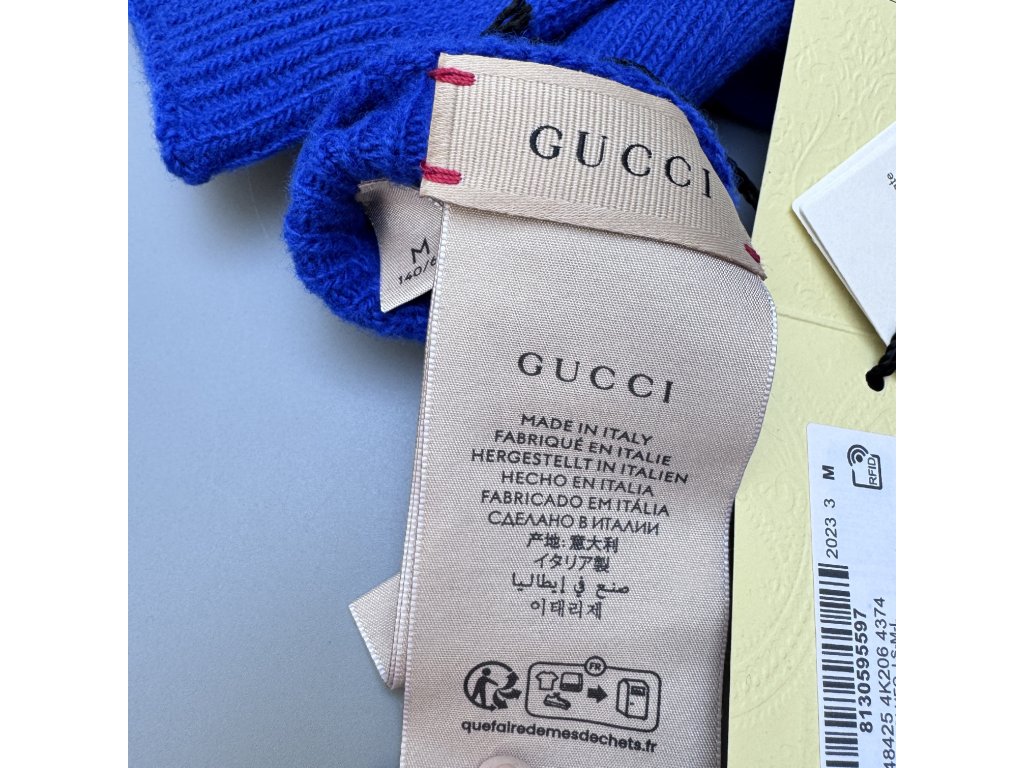 GUCCI
M
140/
GUCCI
MADE IN ITALY
FABRIQUÉ EN ITALIE
HERGESTELLT IN ITALIEN
HECHO EN ITALIA
FABRICADO EM ITÁLIA
СДЕЛАНО В ИТАЛИИ
产地: 意大利
イタリア製
صنع في إيطاليا
이태리제
FR
quefairedemesdechets.fr
RFID
2023 3 M
8130595597
48425 4K206 4374